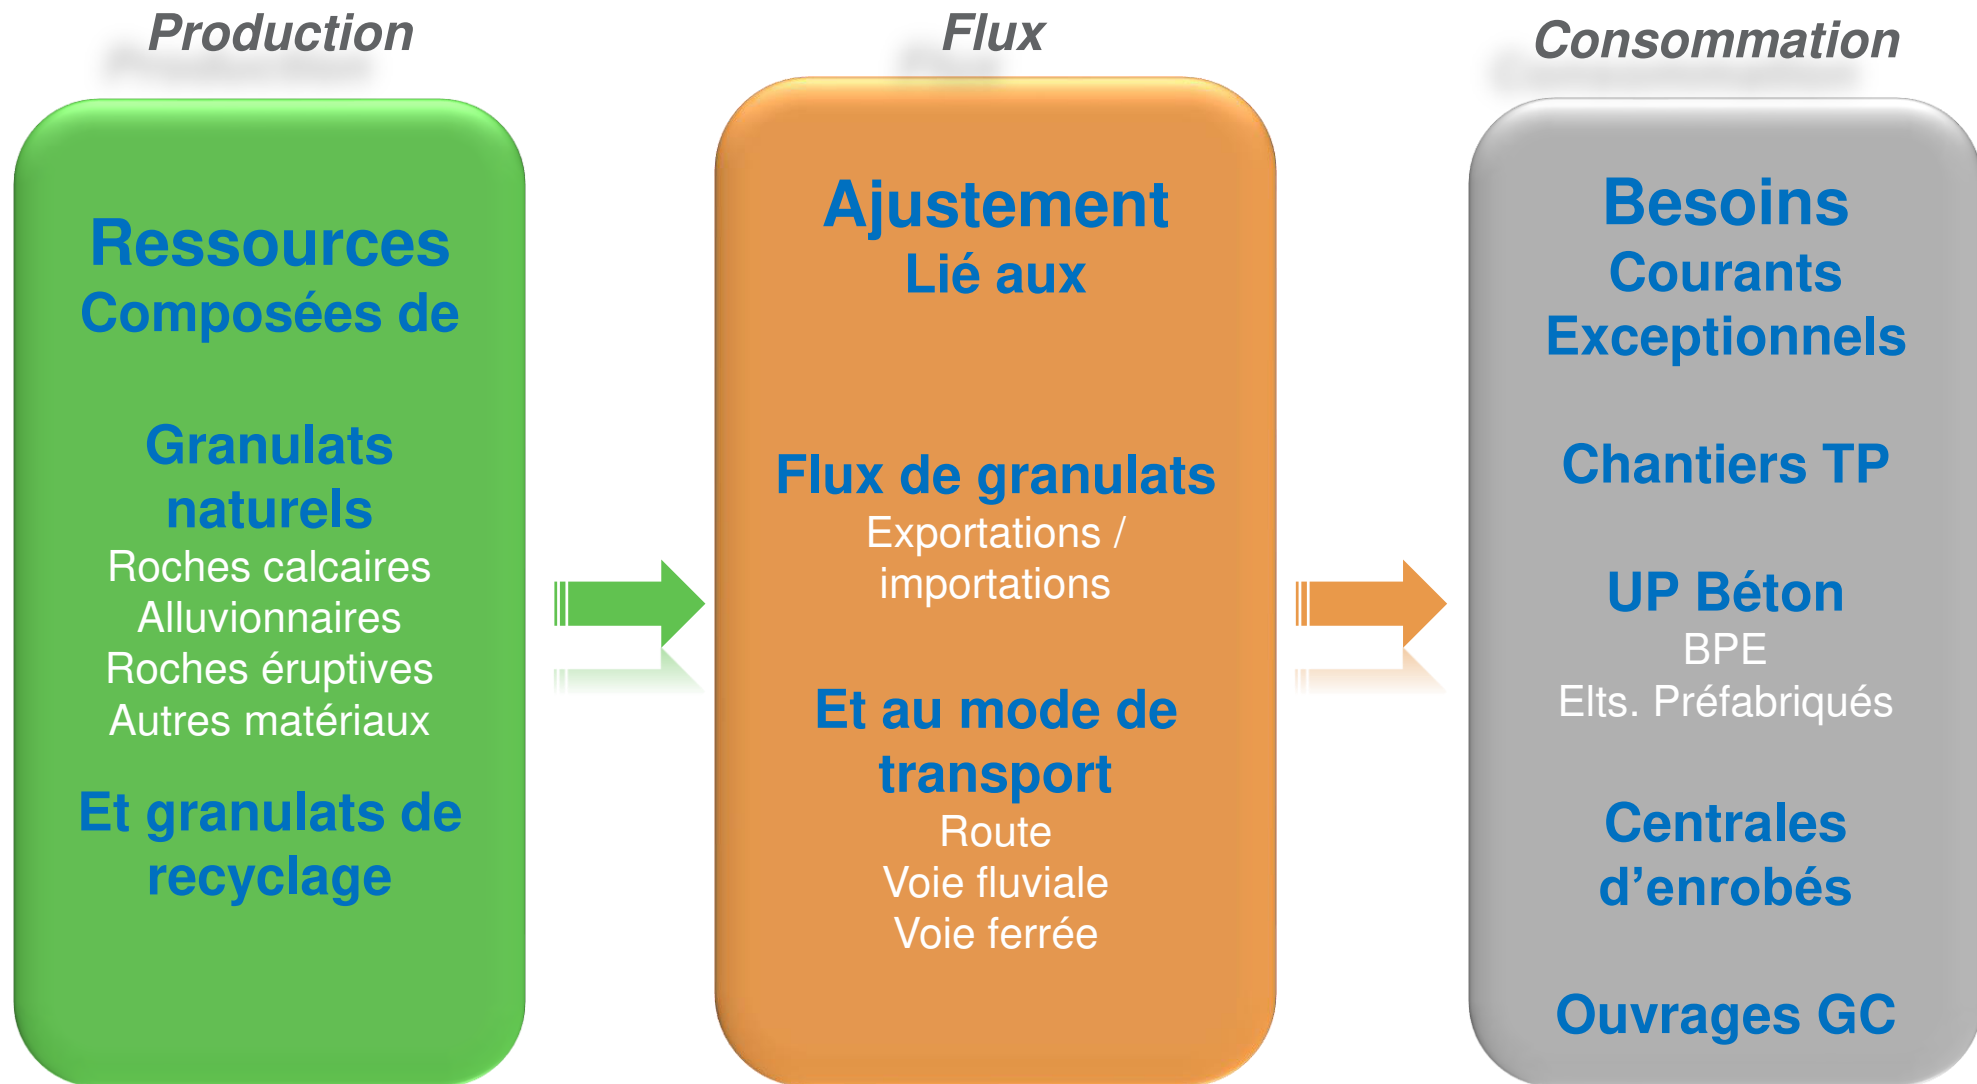 Production
Ressources
Composées de
Granulats
naturels
Roches calcaires
Alluvionnaires
Roches éruptives
Autres matériaux
Et granulats de
recyclage
Flux
Ajustement
Lié aux
Flux de granulats
Exportations /
importations
Et au mode de
transport
Route
Voie fluviale
Voie ferrée
Consommation
Besoins
Courants
Exceptionnels
Chantiers TP
UP Béton
BPE
Elts. Préfabriqués
Centrales
d’enrobés
Ouvrages GC